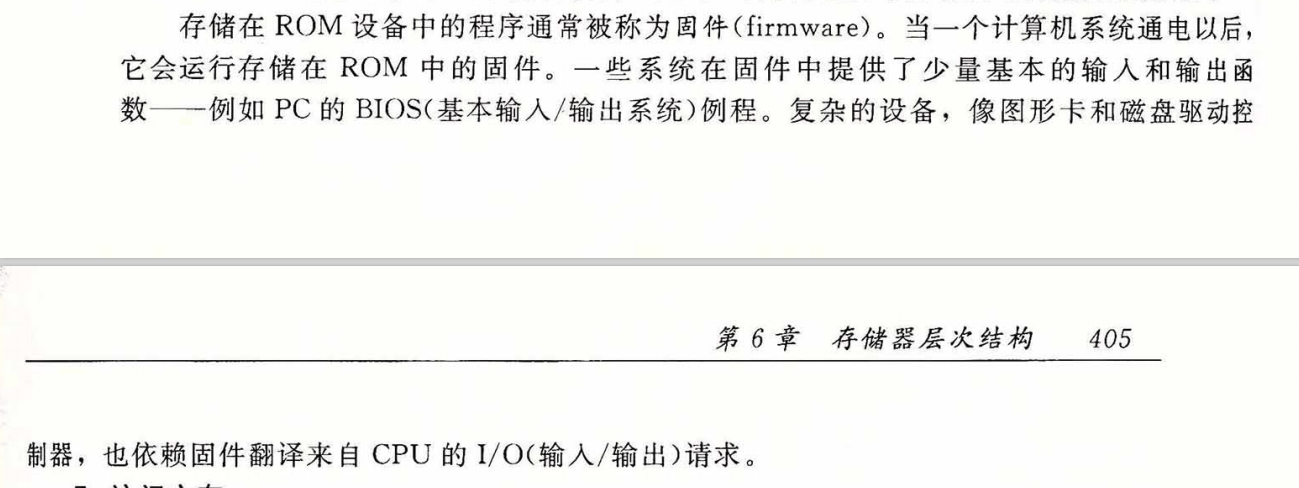 存储在 ROM 设备中的程序通常被称为固件(firmware)。当一个计算机系统通电以后,
它会运行存储在 ROM 中的固件。一些系统在固件中提供了少量基本的输入和输出函
数——例如 PC 的 BIOS(基本输入/输出系统)例程。复杂的设备，像图形卡和磁盘驱动控
第 6 章 存储器层次结构 405
制器，也依赖固件翻译来自 CPU 的 I/O(输入/输出)请求。